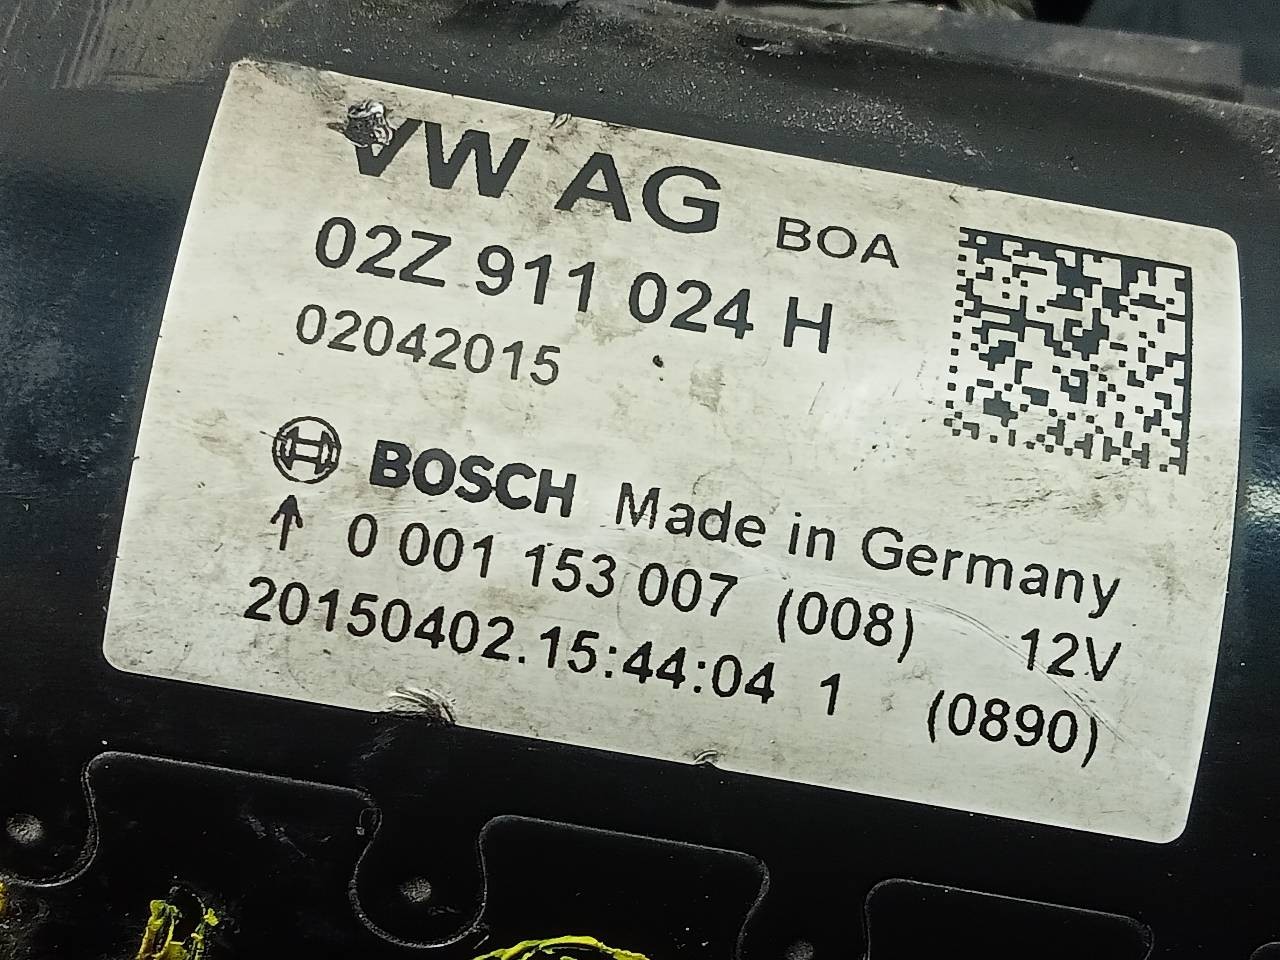 VW AG BOA
02Z 911 024 H
02042015
BOSCH Made in Germany
↑ 0 001 153 007 (008) 12V
20150402.15:44:04 1 (0890)